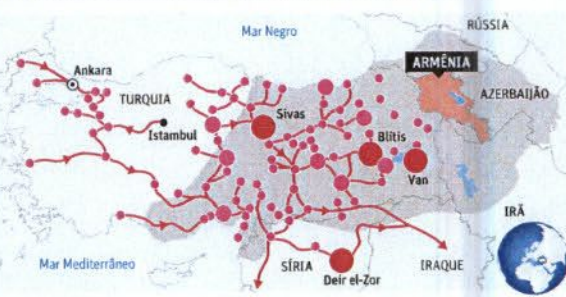 Mar Negro
RÚSSIA
Ankara
ARMÊNIA
TURQUIA
AZERBAIJÃO
Sivas
Istambul
Blitis
Van
IRÃ
Mar Mediterrâneo
SÍRIA
IRAQUE
Deir el-Zor